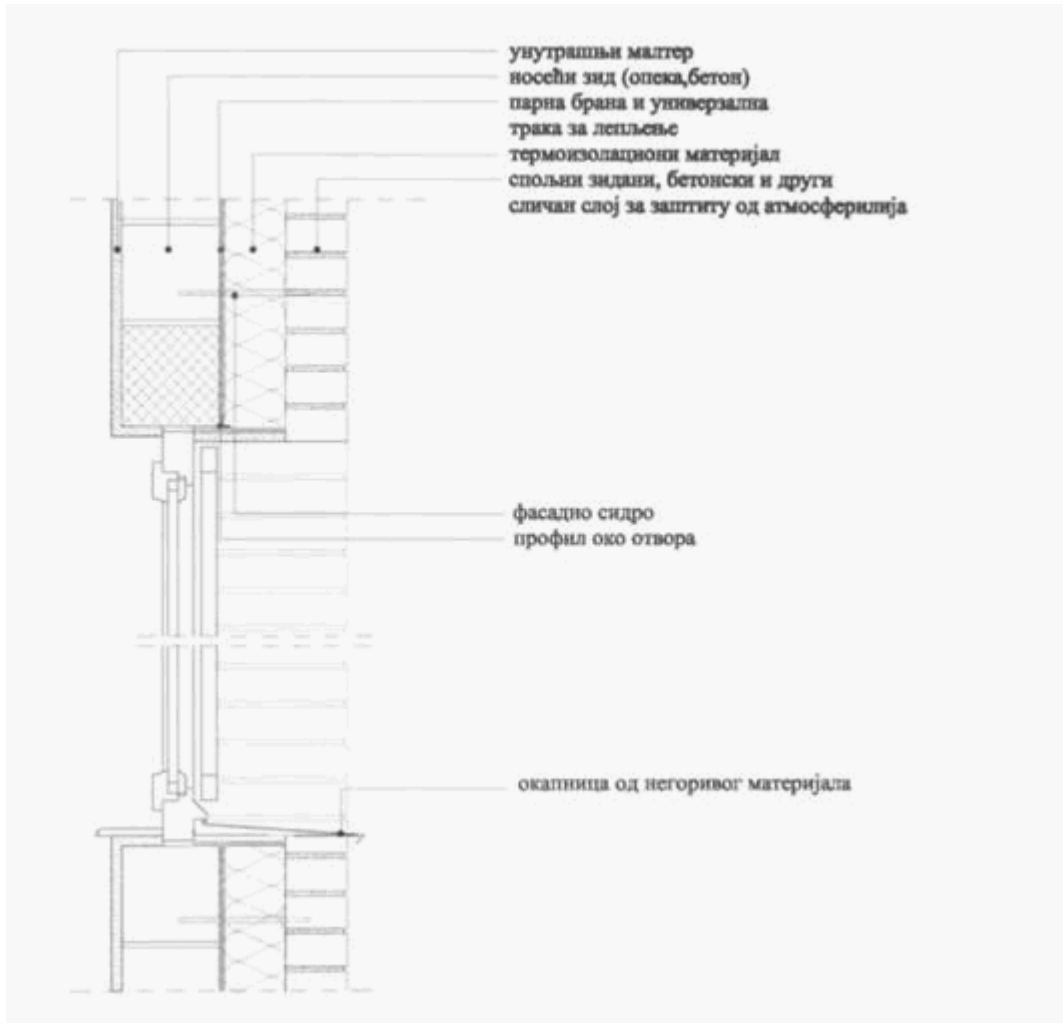 унутрашњи малтер
носећи зид (опека,бетон)
парна брана и универзална
трака за лепљење
термоизолациони материјал
спољни зидани, бетонски и други
сличан слој за заштиту од атмосферилија
фасадно сидро
профил око отвора
окапница од негоривог материјала